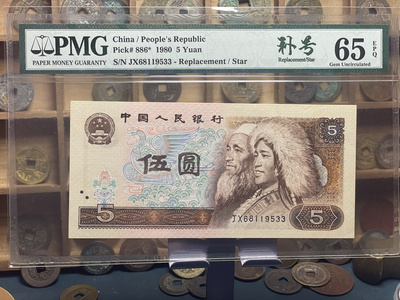 PMG
PAPER MONEY GUARANTY
China / People's Republic
Pick# 886* 1980 5 Yuan
S/N JX68119533 - Replacement / Star
补号
Replacement/Star
65 EPQ
Gem Uncirculated
中国人民银行
5
伍圆
5
JX68119533
5